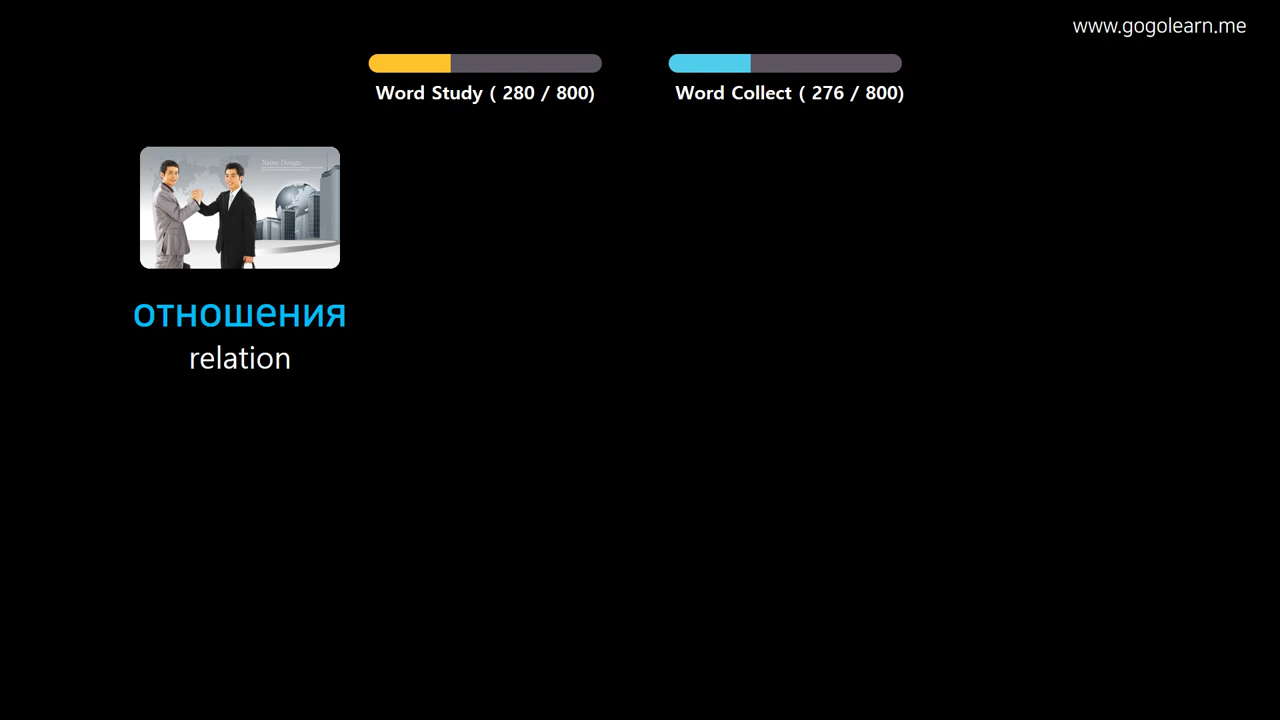 www.gogolearn.me
Word Study ( 280 / 800)
Word Collect ( 276 / 800)
отношения
relation